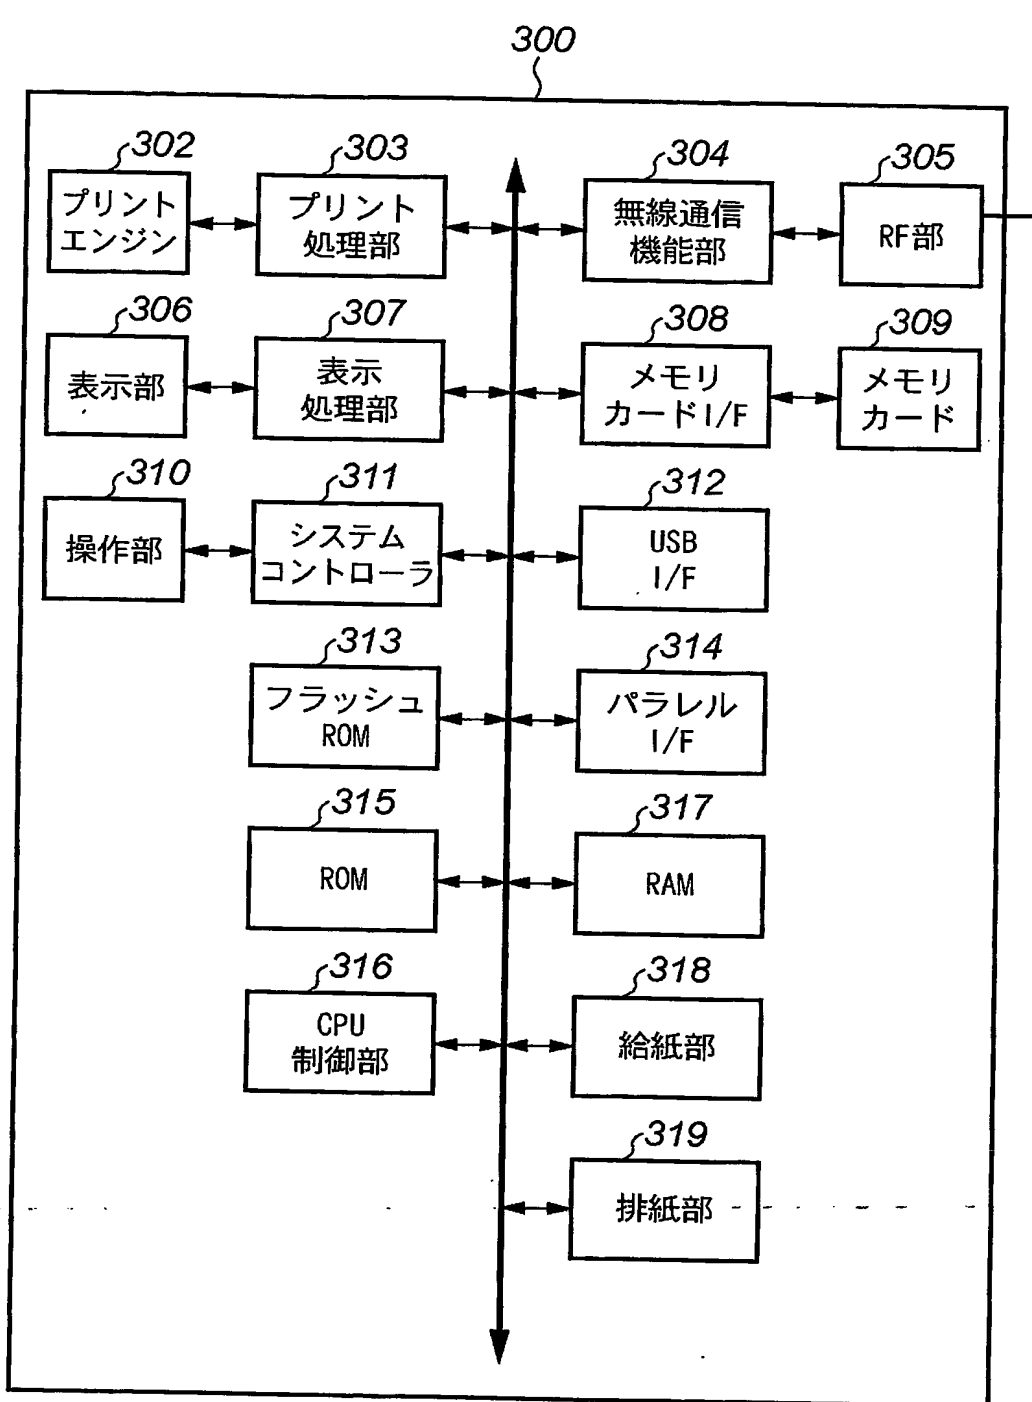 300
302
プリント
エンジン
303
プリント
処理部
304
無線通信
機能部
305
RF部
306
表示部
307
表示
処理部
308
メモリ
カードI/F
309
メモリ
カード
310
操作部
311
システム
コントローラ
312
USB
I/F
313
フラッシュ
ROM
314
パラレル
I/F
315
ROM
317
RAM
316
CPU
制御部
318
給紙部
319
排紙部